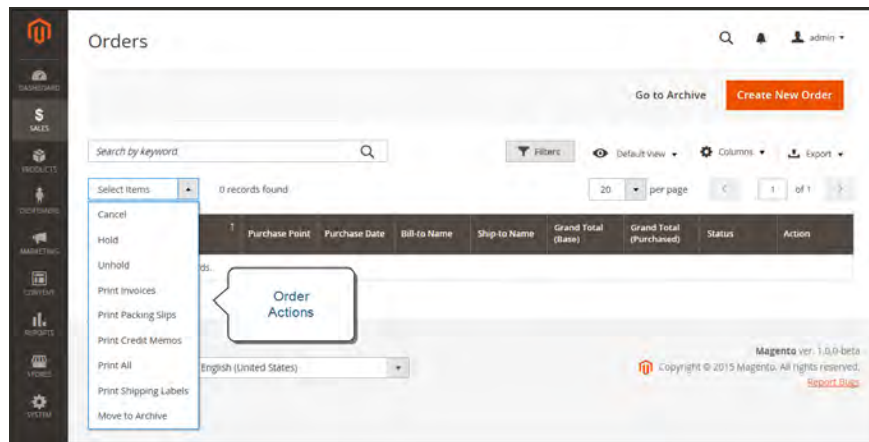 Orders
admin
DASHBOARD
Go to Archive
Create New Order
$
SALES
Search by keyword
Filters
Default View
Columns
Export
PRODUCTS
Select Items
0 records found
20
per page
1
of 1
CUSTOMERS
Cancel
Purchase Point
Purchase Date
Bill-to Name
Ship-to Name
Grand Total (Base)
Grand Total (Purchased)
Status
Action
Hold
MARKETING
Unhold
ds.
CONTENT
Print Invoices
Order
Actions
Print Packing Slips
REPORTS
Print Credit Memos
Print All
English (United States)
Magento ver. 1.0.0-beta
STORES
Copyright © 2015 Magento. All rights reserved.
Print Shipping Labels
Report Bugs
SYSTEM
Move to Archive